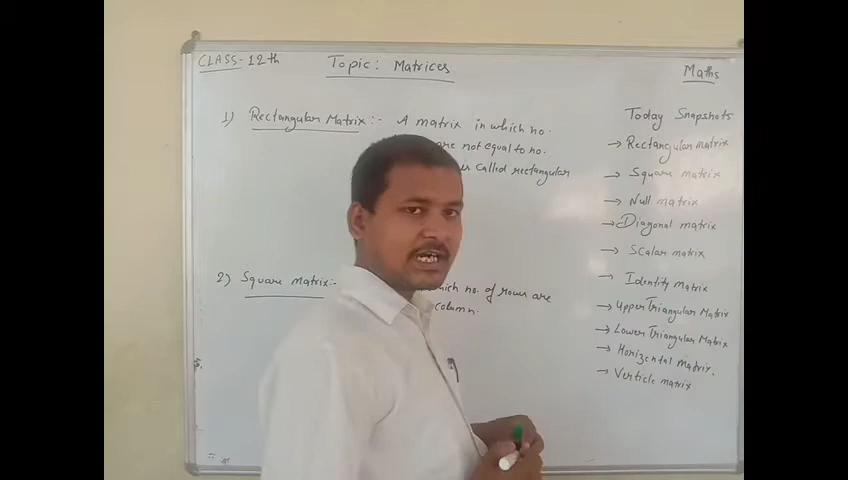 CLASS- 12th
Topic: Matrices
Maths
1) Rectangular Matrix:- A matrix in which no.
are not equal to no.
is called rectangular
2) Square matrix:- which no. of rows are
column.
Today Snapshots
→ Rectangular matrix
→ Square matrix
→ Null matrix
→ Diagonal matrix
→ Scalar matrix
→ Identity matrix
→ Upper Triangular Matrix
→ Lower Triangular Matrix
→ Horizental matrix.
→ Verticle matrix